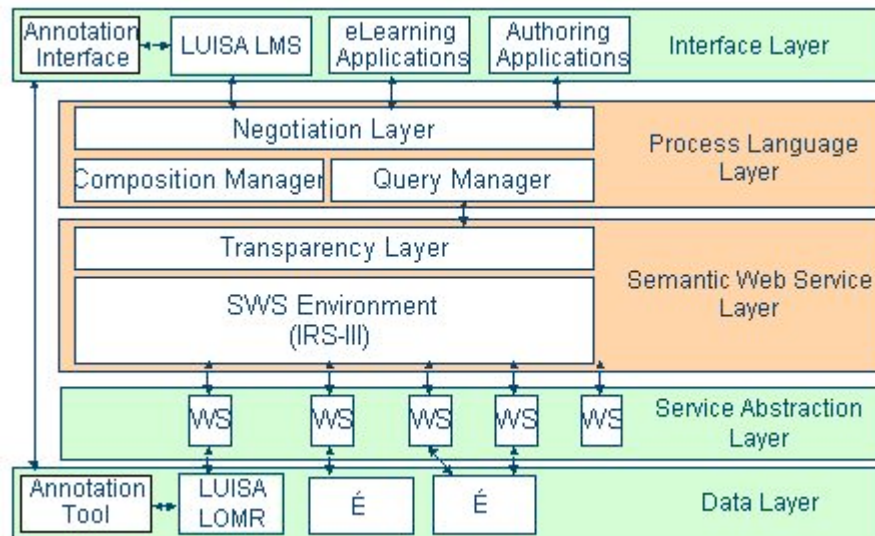 Annotation
Interface
LUISA LMS
eLearning
Applications
Authoring
Applications
Interface Layer
Negotiation Layer
Composition Manager
Query Manager
Process Language
Layer
Transparency Layer
SWS Environment
(IRS-III)
Semantic Web Service
Layer
WS
WS
WS
WS
WS
Service Abstraction
Layer
Annotation
Tool
LUISA
LOMR
É
É
Data Layer